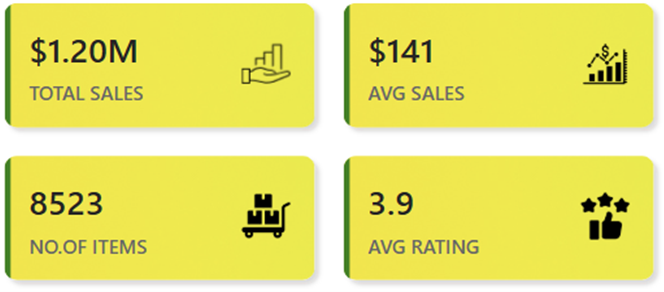 $1.20M
TOTAL SALES
$141
AVG SALES
8523
NO.OF ITEMS
3.9
AVG RATING